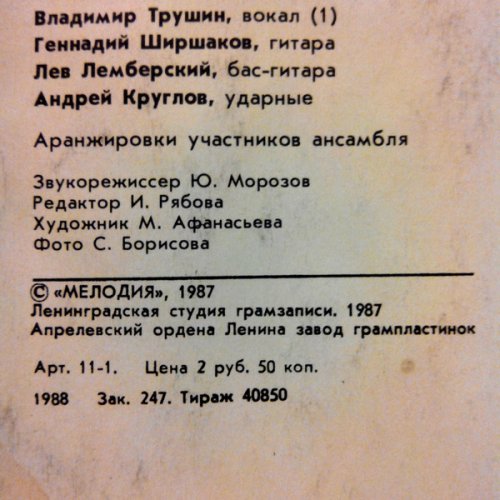 Владимир Трушин, вокал (1)
Геннадий Ширшаков, гитара
Лев Лемберский, бас-гитара
Андрей Круглов, ударные
Аранжировки участников ансамбля
Звукорежиссер Ю. Морозов
Редактор И. Рябова
Художник М. Афанасьева
Фото С. Борисова
© «МЕЛОДИЯ», 1987
Ленинградская студия грамзаписи. 1987
Апрелевский ордена Ленина завод грампластинок
Арт. 11-1. Цена 2 руб. 50 коп.
1988 Зак. 247. Тираж 40850